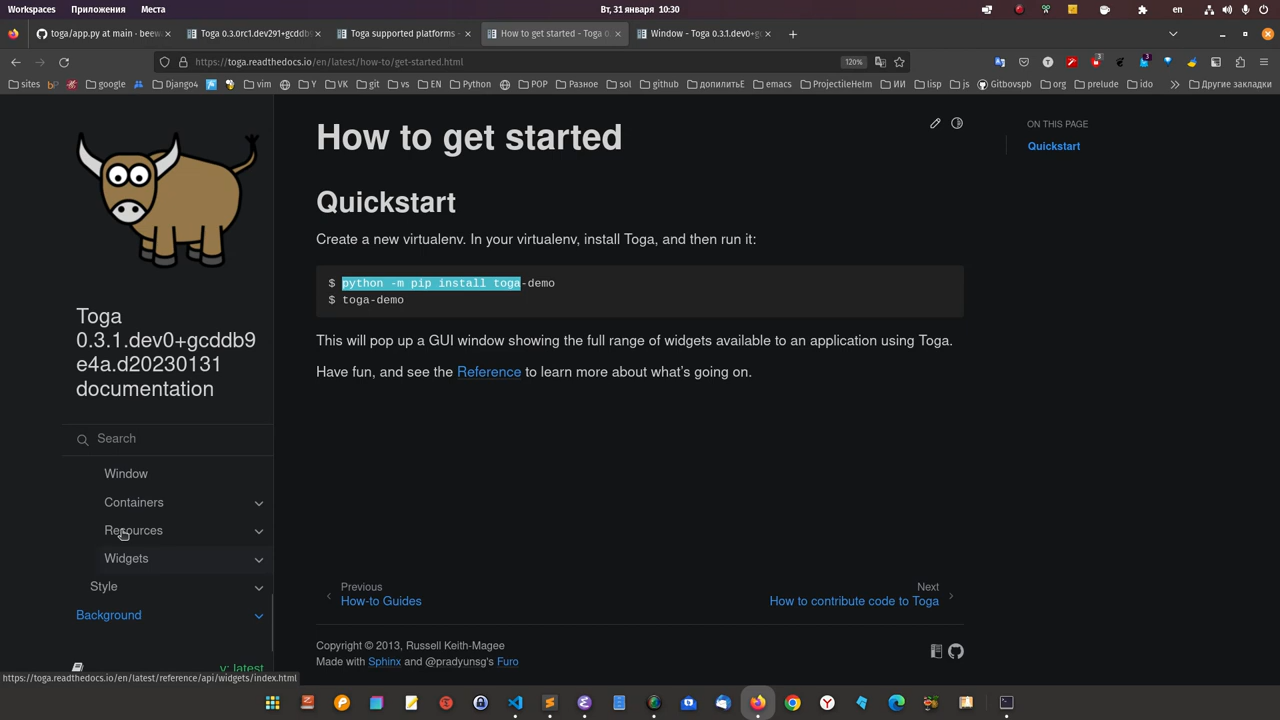 Workspaces Приложения Места Вт, 31 января 10:30 en
toga/app.py at main · beew
Toga 0.3.0rc1.dev291+gcddb
Toga supported platforms -
How to get started - Toga 0.
Window - Toga 0.3.1.dev0+gc
https://toga.readthedocs.io/en/latest/how-to/get-started.html 120%
sites google Django4 vim Y VK git vs EN Python POP Разное sol github допилитьЕ emacs ProjectileHelm ИИ lisp js Gitbovspb org prelude ido Другие закладки
How to get started
ON THIS PAGE
Quickstart
Quickstart
Create a new virtualenv. In your virtualenv, install Toga, and then run it:
$ python -m pip install toga-demo
$ toga-demo
This will pop up a GUI window showing the full range of widgets available to an application using Toga.
Have fun, and see the Reference to learn more about what's going on.
Toga
0.3.1.dev0+gcddb9
e4a.d20230131
documentation
Search
Window
Containers
Resources
Widgets
Style
Background
v: latest
Previous
How-to Guides
Next
How to contribute code to Toga
Copyright © 2013, Russell Keith-Magee
Made with Sphinx and @pradyunsg's Furo
https://toga.readthedocs.io/en/latest/reference/api/widgets/index.html